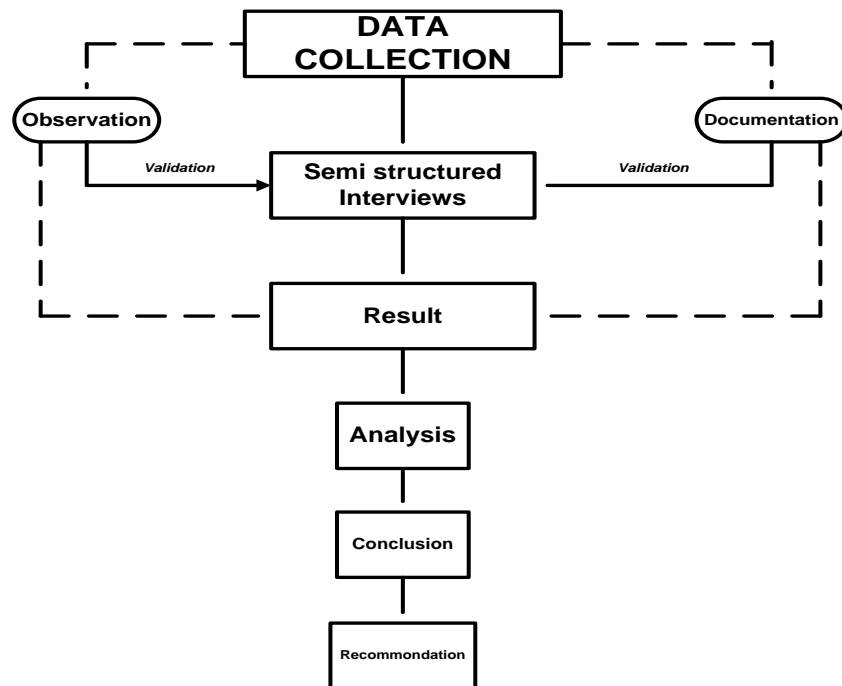 DATA
COLLECTION
Observation
Documentation
Validation
Semi structured
Interviews
Validation
Result
Analysis
Conclusion
Recommondation